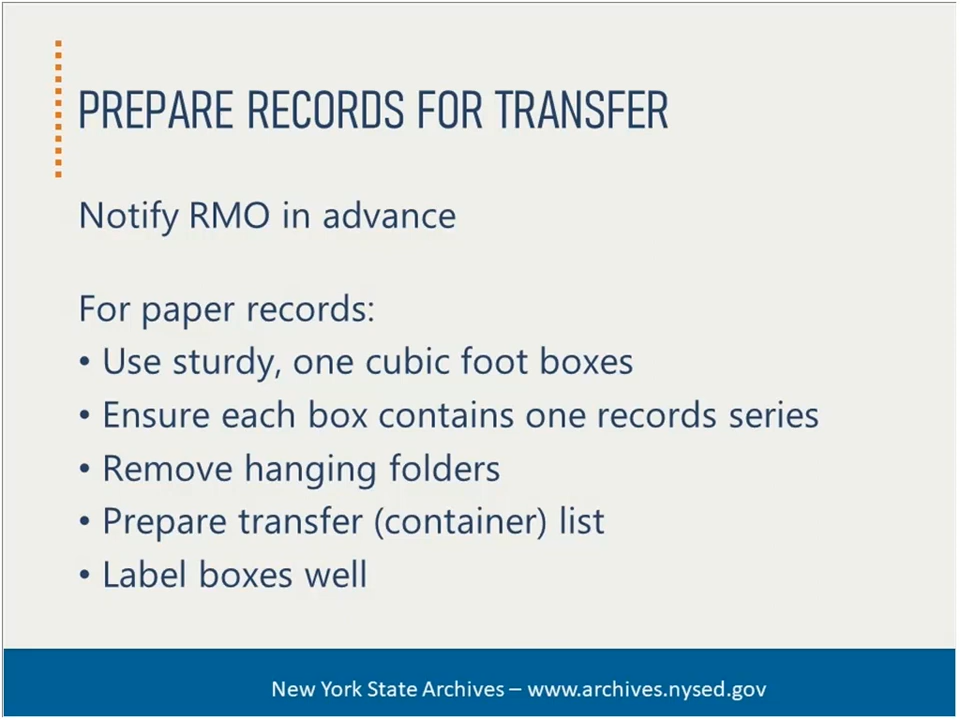 PREPARE RECORDS FOR TRANSFER
Notify RMO in advance
For paper records:
• Use sturdy, one cubic foot boxes
• Ensure each box contains one records series
• Remove hanging folders
• Prepare transfer (container) list
• Label boxes well
New York State Archives – www.archives.nysed.gov